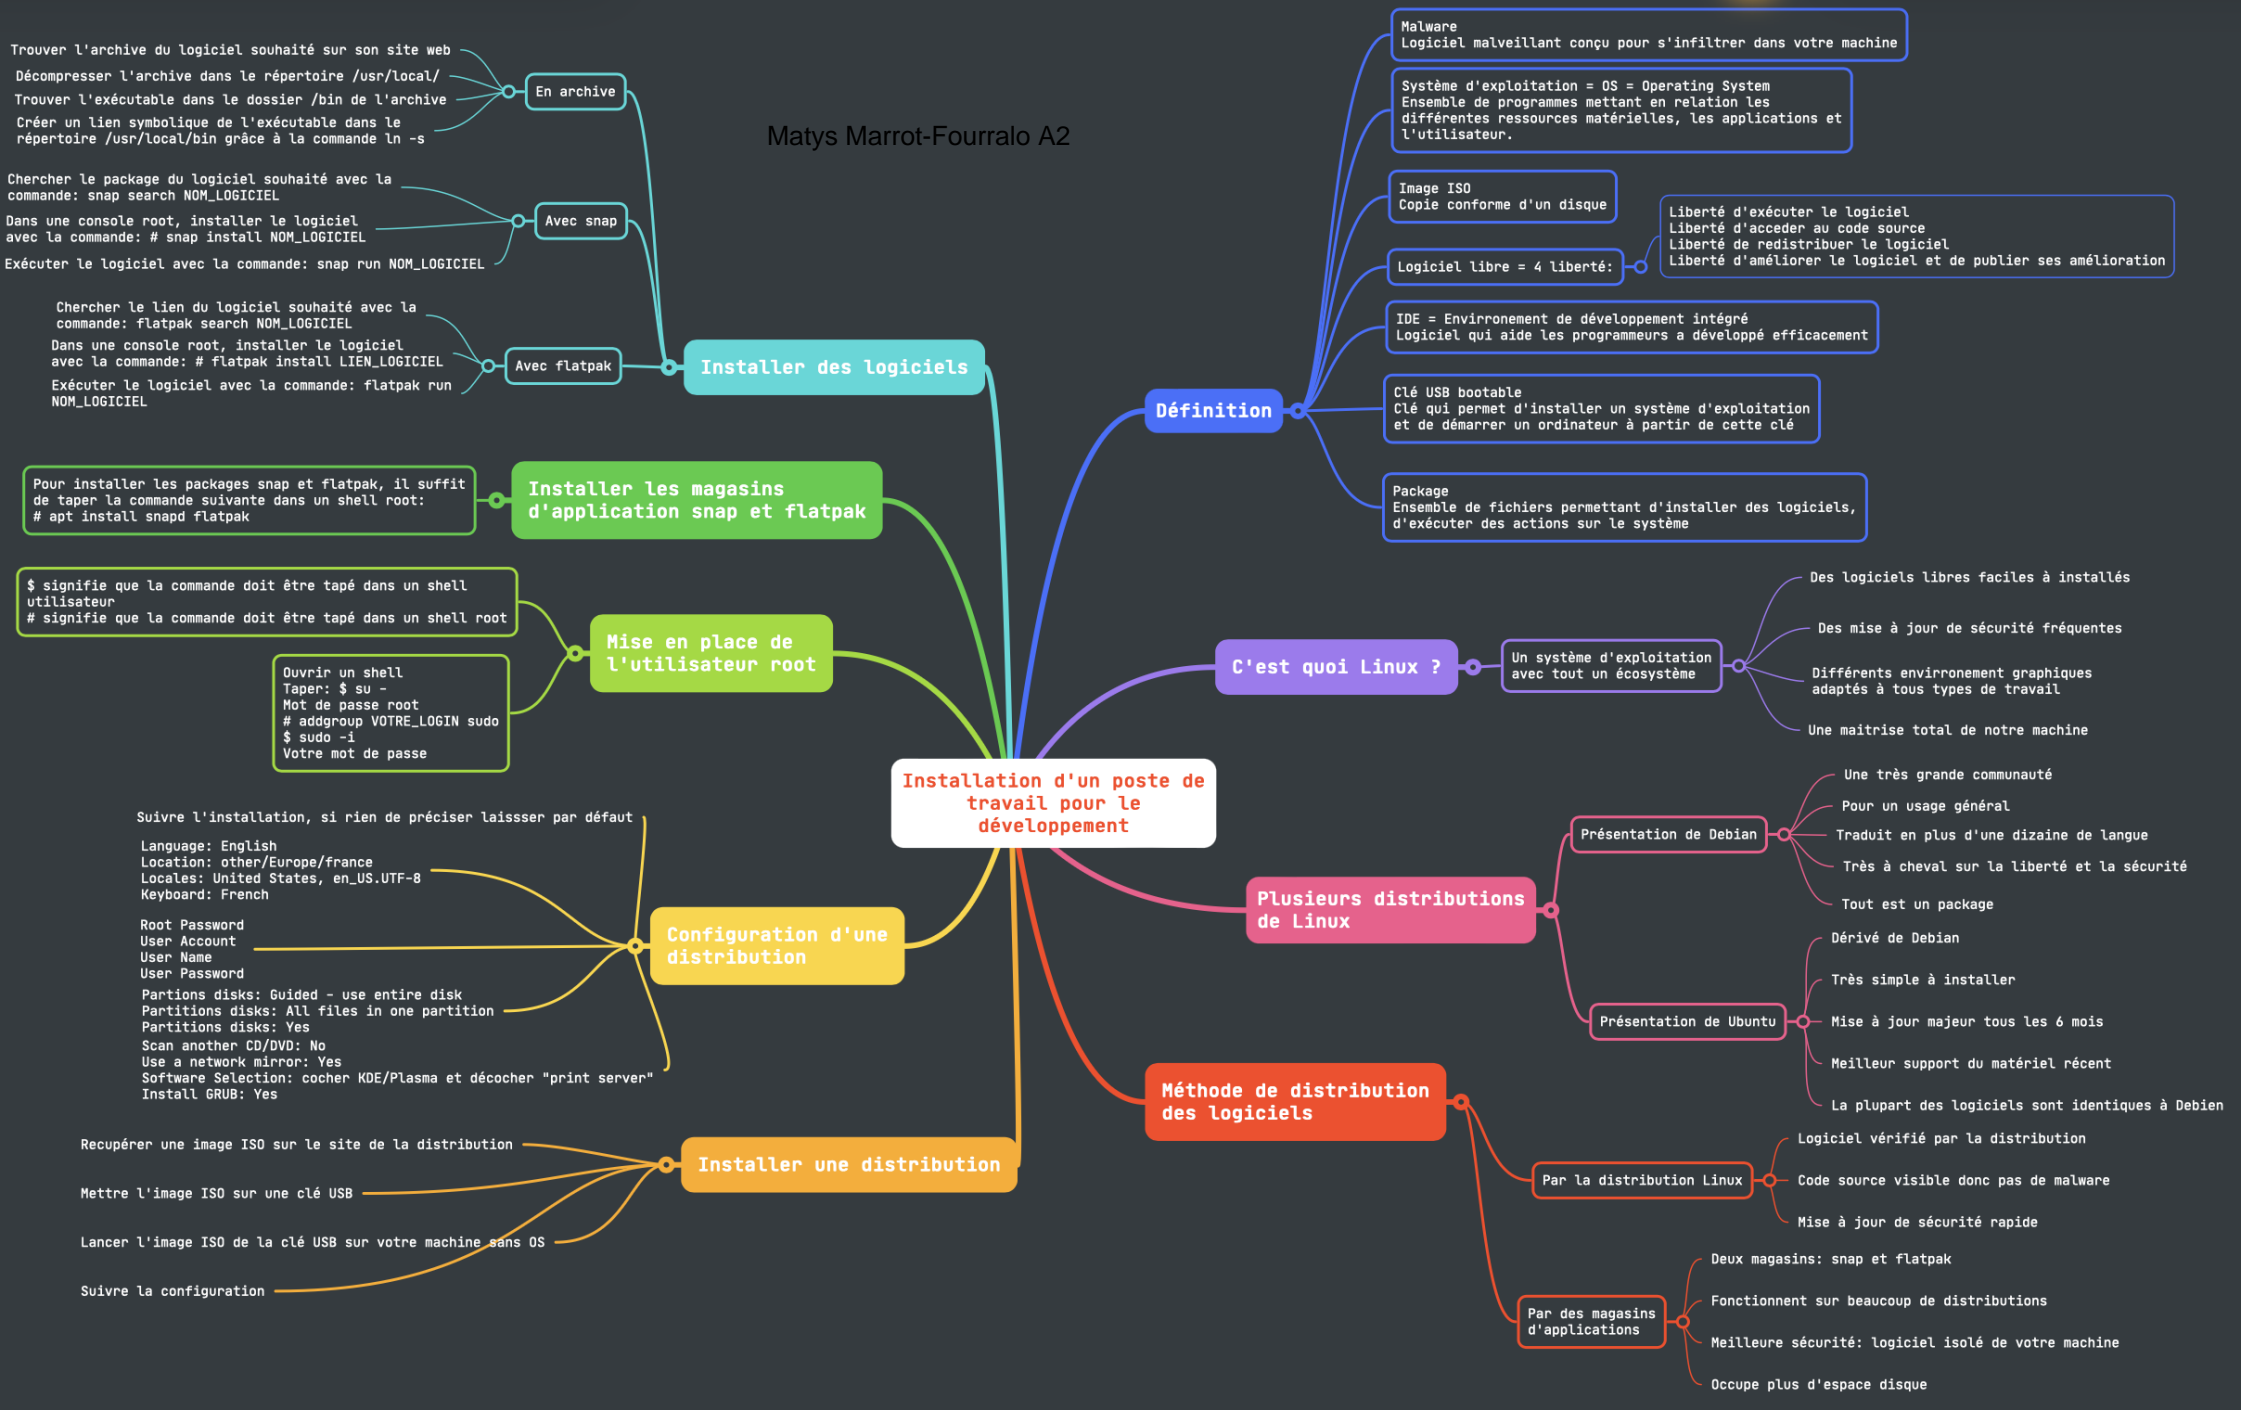 Matys Marrot-Fourralo A2
Installation d'un poste de
travail pour le
développement
Définition
Malware
Logiciel malveillant conçu pour s'infiltrer dans votre machine
Système d'exploitation = OS = Operating System
Ensemble de programmes mettant en relation les
différentes ressources matérielles, les applications et
l'utilisateur.
Image ISO
Copie conforme d'un disque
Logiciel libre = 4 liberté:
Liberté d'exécuter le logiciel
Liberté d'acceder au code source
Liberté de redistribuer le logiciel
Liberté d'améliorer le logiciel et de publier ses amélioration
IDE = Envirronement de développement intégré
Logiciel qui aide les programmeurs a développé efficacement
Clé USB bootable
Clé qui permet d'installer un système d'exploitation
et de démarrer un ordinateur à partir de cette clé
Package
Ensemble de fichiers permettant d'installer des logiciels,
d'exécuter des actions sur le système
C'est quoi Linux ?
Un système d'exploitation
avec tout un écosystème
Des logiciels libres faciles à installés
Des mise à jour de sécurité fréquentes
Différents envirronement graphiques
adaptés à tous types de travail
Une maitrise total de notre machine
Plusieurs distributions
de Linux
Présentation de Debian
Une très grande communauté
Pour un usage général
Traduit en plus d'une dizaine de langue
Très à cheval sur la liberté et la sécurité
Tout est un package
Présentation de Ubuntu
Dérivé de Debian
Très simple à installer
Mise à jour majeur tous les 6 mois
Meilleur support du matériel récent
La plupart des logiciels sont identiques à Debien
Méthode de distribution
des logiciels
Par la distribution Linux
Logiciel vérifié par la distribution
Code source visible donc pas de malware
Mise à jour de sécurité rapide
Par des magasins
d'applications
Deux magasins: snap et flatpak
Fonctionnent sur beaucoup de distributions
Meilleure sécurité: logiciel isolé de votre machine
Occupe plus d'espace disque
Installer des logiciels
En archive
Trouver l'archive du logiciel souhaité sur son site web
Décompresser l'archive dans le répertoire /usr/local/
Trouver l'exécutable dans le dossier /bin de l'archive
Créer un lien symbolique de l'exécutable dans le
répertoire /usr/local/bin grâce à la commande ln -s
Avec snap
Chercher le package du logiciel souhaité avec la
commande: snap search NOM_LOGICIEL
Dans une console root, installer le logiciel
avec la commande: # snap install NOM_LOGICIEL
Exécuter le logiciel avec la commande: snap run NOM_LOGICIEL
Avec flatpak
Chercher le lien du logiciel souhaité avec la
commande: flatpak search NOM_LOGICIEL
Dans une console root, installer le logiciel
avec la commande: # flatpak install LIEN_LOGICIEL
Exécuter le logiciel avec la commande: flatpak run
NOM_LOGICIEL
Installer les magasins
d'application snap et flatpak
Pour installer les packages snap et flatpak, il suffit
de taper la commande suivante dans un shell root:
# apt install snapd flatpak
Mise en place de
l'utilisateur root
$ signifie que la commande doit être tapé dans un shell
utilisateur
# signifie que la commande doit être tapé dans un shell root
Ouvrir un shell
Taper: $ su -
Mot de passe root
# addgroup VOTRE_LOGIN sudo
$ sudo -i
Votre mot de passe
Configuration d'une
distribution
Suivre l'installation, si rien de préciser laissser par défaut
Language: English
Location: other/Europe/france
Locales: United States, en_US.UTF-8
Keyboard: French
Root Password
User Account
User Name
User Password
Partions disks: Guided - use entire disk
Partitions disks: All files in one partition
Partitions disks: Yes
Scan another CD/DVD: No
Use a network mirror: Yes
Software Selection: cocher KDE/Plasma et décocher "print server"
Install GRUB: Yes
Installer une distribution
Recupérer une image ISO sur le site de la distribution
Mettre l'image ISO sur une clé USB
Lancer l'image ISO de la clé USB sur votre machine sans OS
Suivre la configuration